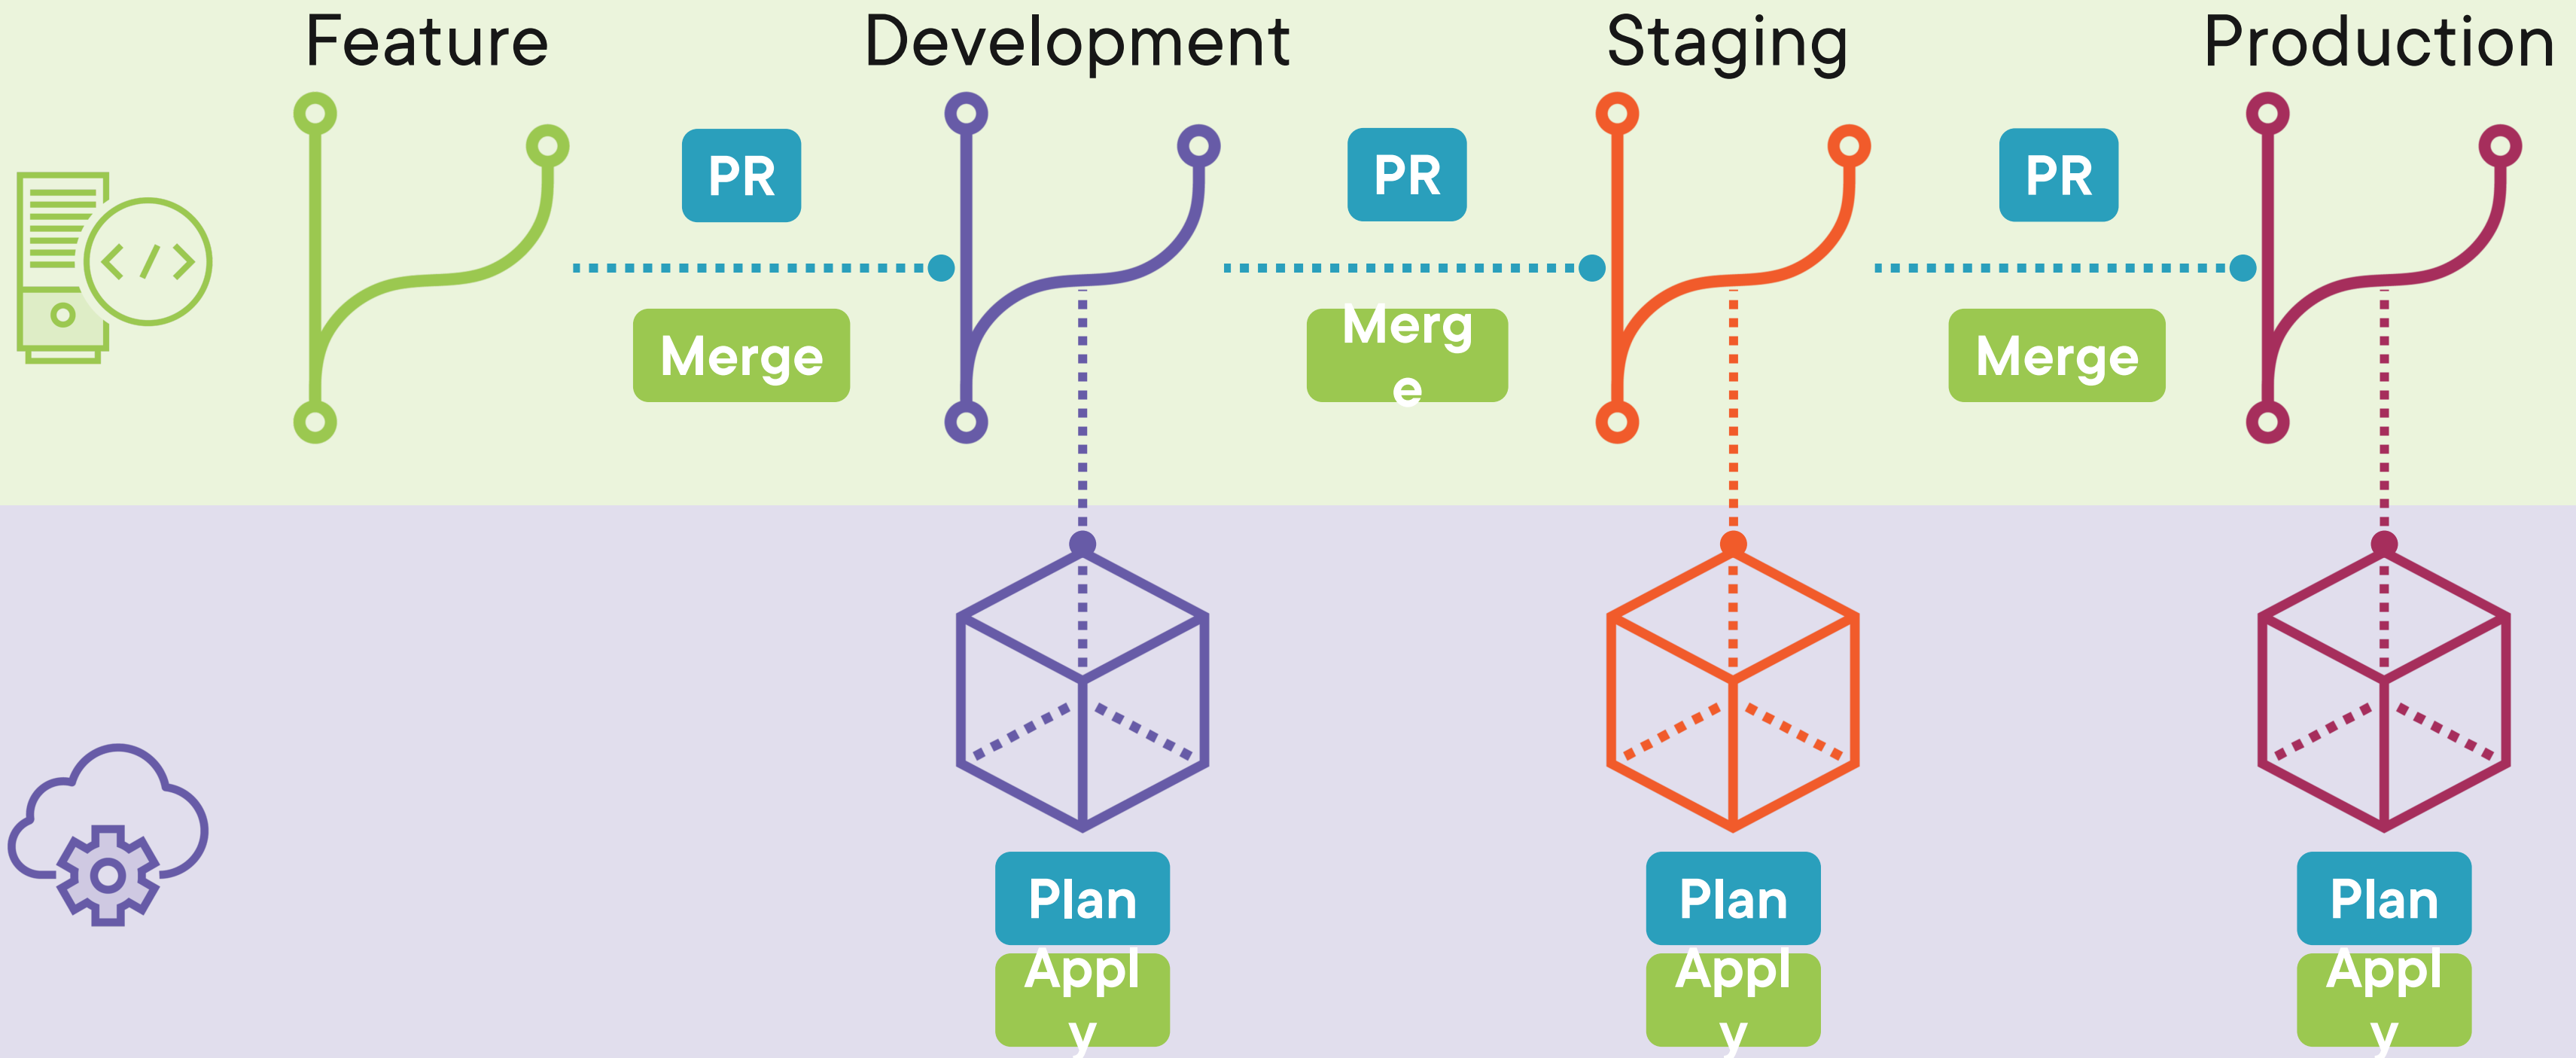 Feature
Development
Staging
Production
PR
PR
PR
Merge
Merg
e
Merge
Plan
Plan
Plan
Appl
y
Appl
y
Appl
y